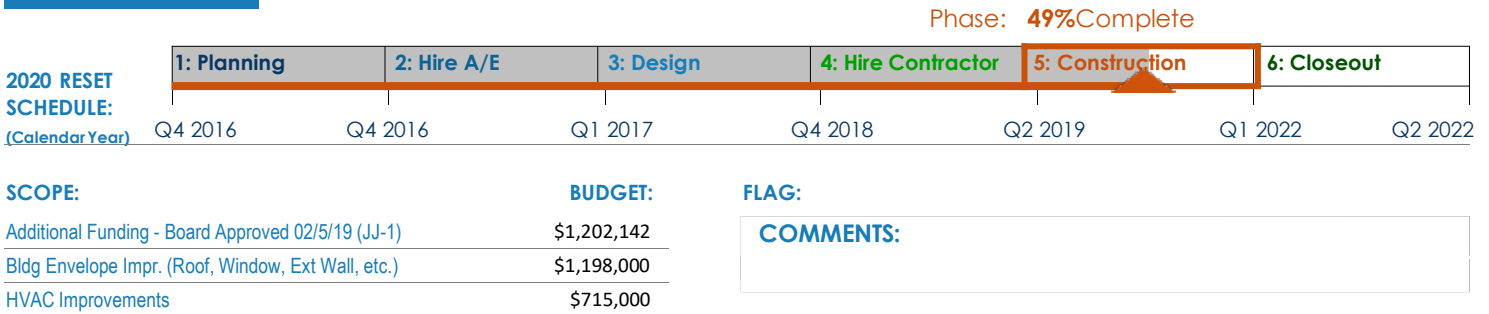 Phase: 49%Complete
1: Planning 2: Hire A/E 3: Design 4: Hire Contractor 5: Construction 6: Closeout
2020 RESET
SCHEDULE:
(Calendar Year) Q4 2016 Q4 2016 Q1 2017 Q4 2018 Q2 2019 Q1 2022 Q2 2022
SCOPE: BUDGET: FLAG:
Additional Funding - Board Approved 02/5/19 (JJ-1) $1,202,142 COMMENTS:
Bldg Envelope Impr. (Roof, Window, Ext Wall, etc.) $1,198,000
HVAC Improvements $715,000